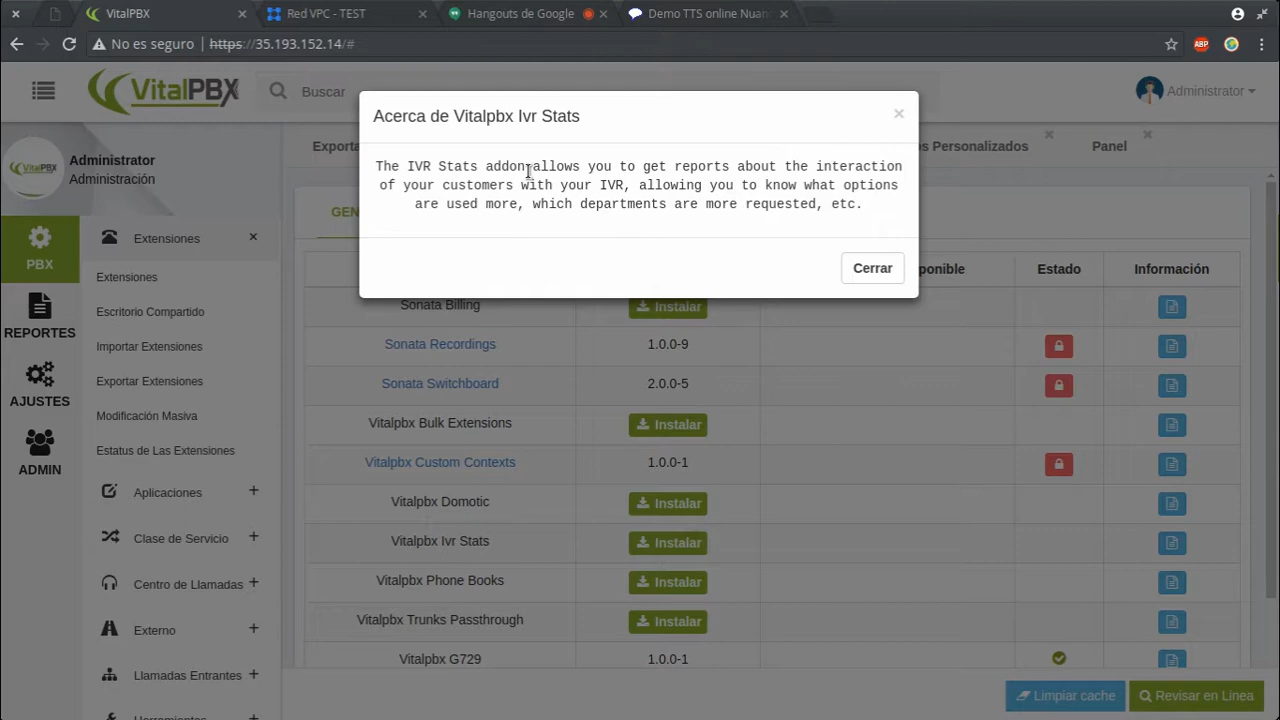 VitalPBX
Red VPC - TEST
Hangouts de Google
Demo TTS online Nuan
No es seguro
https://35.193.152.14/#
ABP
VitalPBX
Buscar
Administrator
Acerca de Vitalpbx Ivr Stats
×
The IVR Stats addon allows you to get reports about the interaction
of your customers with your IVR, allowing you to know what options
are used more, which departments are more requested, etc.
Cerrar
Administrator
Administración
PBX
REPORTES
AJUSTES
ADMIN
Extensiones
Extensiones
Escritorio Compartido
Importar Extensiones
Exportar Extensiones
Modificación Masiva
Estatus de Las Extensiones
Aplicaciones
Clase de Servicio
Centro de Llamadas
Externo
Llamadas Entrantes
Exporta
os Personalizados
Panel
GEN
ponible
Estado
Información
Sonata Billing
Instalar
Sonata Recordings
1.0.0-9
Sonata Switchboard
2.0.0-5
Vitalpbx Bulk Extensions
Instalar
Vitalpbx Custom Contexts
1.0.0-1
Vitalpbx Domotic
Instalar
Vitalpbx Ivr Stats
Instalar
Vitalpbx Phone Books
Instalar
Vitalpbx Trunks Passthrough
Instalar
Vitalpbx G729
1.0.0-1
Limpiar cache
Revisar en Linea